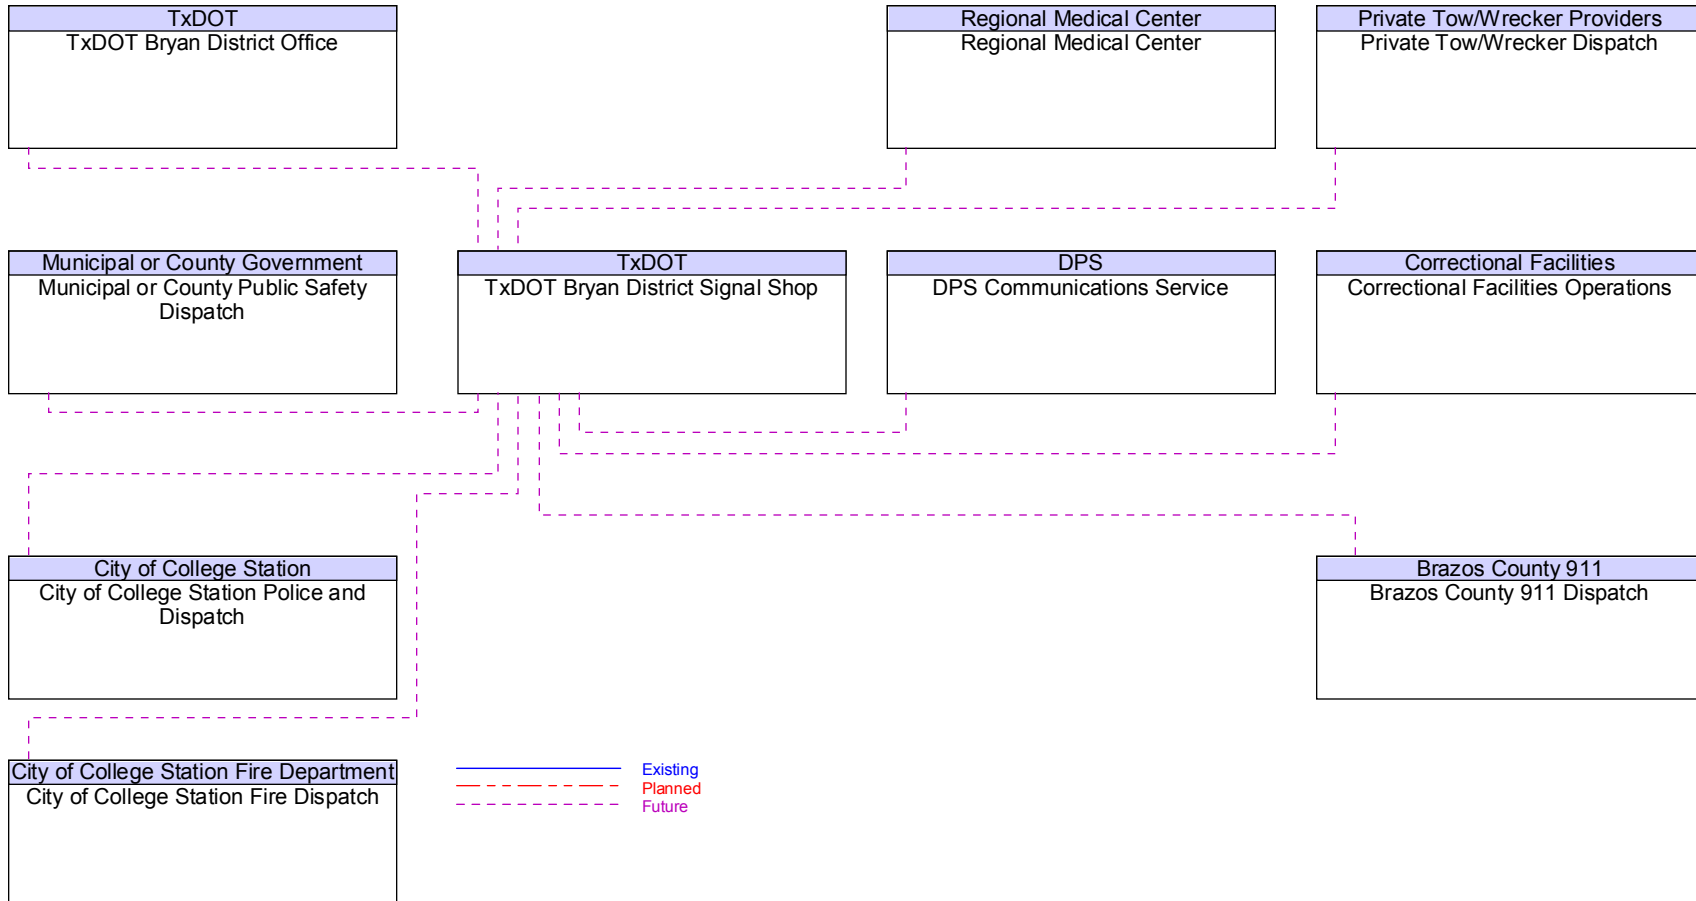 TxDOT
TxDOT Bryan District Office
Regional Medical Center
Regional Medical Center
Private Tow/Wrecker Providers
Private Tow/Wrecker Dispatch
Municipal or County Government
Municipal or County Public Safety
Dispatch
TxDOT
TxDOT Bryan District Signal Shop
DPS
DPS Communications Service
Correctional Facilities
Correctional Facilities Operations
City of College Station
City of College Station Police and
Dispatch
Brazos County 911
Brazos County 911 Dispatch
City of College Station Fire Department
City of College Station Fire Dispatch
Existing
Planned
Future